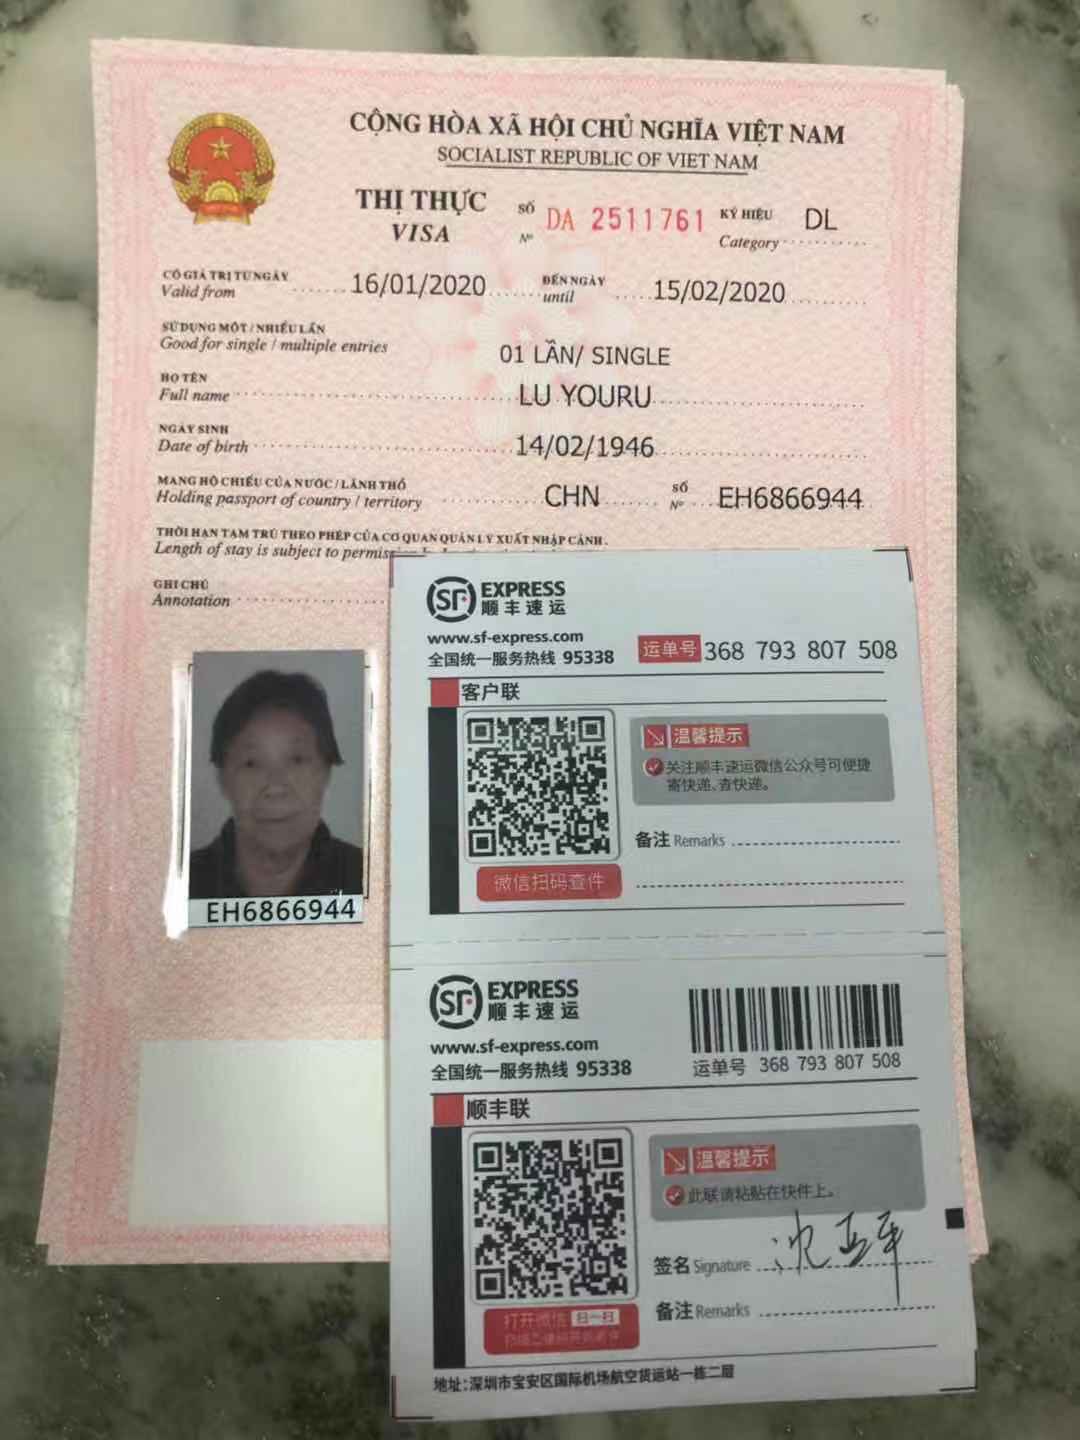 CỘNG HÒA XÃ HỘI CHỦ NGHĨA VIỆT NAM
SOCIALIST REPUBLIC OF VIET NAM
THỊ THỰC SỐ DA 2511761 KÝ HIỆU DL
VISA Nº Category
CÓ GIÁ TRỊ TỪ NGÀY 16/01/2020 ĐẾN NGÀY 15/02/2020
Valid from until
SỬ DỤNG MỘT / NHIỀU LẦN
Good for single / multiple entries 01 LẦN/ SINGLE
HỌ TÊN
Full name LU YOURU
NGÀY SINH
Date of birth 14/02/1946
MANG HỘ CHIẾU CỦA NƯỚC / LÃNH THỔ CHN SỐ EH6866944
Holding passport of country / territory Nº
THỜI HẠN TẠM TRÚ THEO PHÉP CỦA CƠ QUAN QUẢN LÝ XUẤT NHẬP CẢNH.
Length of stay is subject to
GHI CHÚ
Annotation
EH6866944
SF EXPRESS
顺丰速运
www.sf-express.com
全国统一服务热线 95338 运单号 368 793 807 508
客户联
温馨提示
关注顺丰速运微信公众号可便捷
寄快递、查快递。
备注 Remarks
微信扫码查件
SF EXPRESS
顺丰速运
www.sf-express.com
全国统一服务热线 95338 运单号 368 793 807 508
顺丰联
温馨提示
此联请粘贴在快件上。
签名 Signature
备注 Remarks
打开微信 扫一扫
地址:深圳市宝安区国际机场航空货运站一栋二层